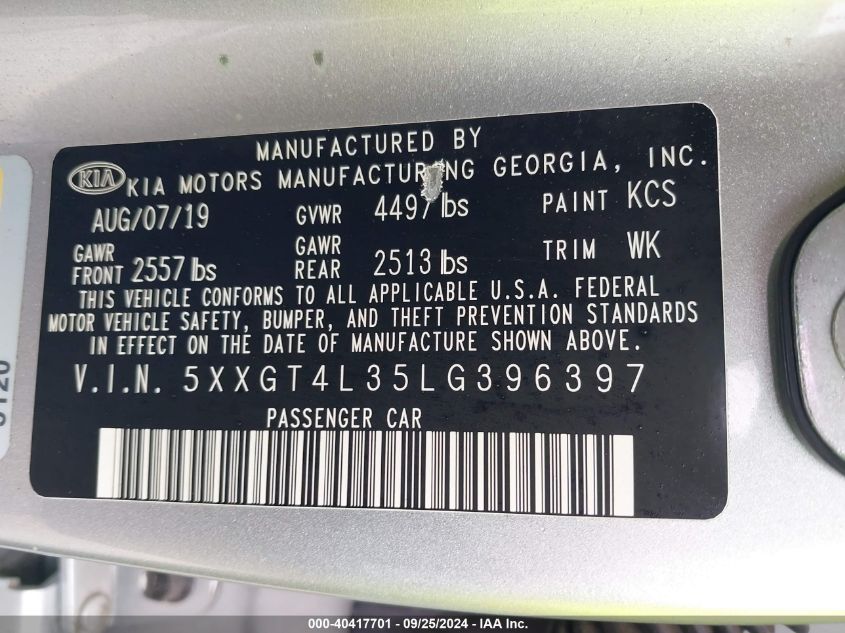 MANUFACTURED BY
KIA KIA MOTORS MANUFACTURING GEORGIA, INC.
AUG/07/19 GVWR 4497 lbs PAINT KCS
GAWR FRONT 2557 lbs GAWR REAR 2513 lbs TRIM WK
THIS VEHICLE CONFORMS TO ALL APPLICABLE U.S.A. FEDERAL
MOTOR VEHICLE SAFETY, BUMPER, AND THEFT PREVENTION STANDARDS
IN EFFECT ON THE DATE OF MANUFACTURE SHOWN ABOVE.
V.I.N. 5XXGT4L35LG396397
PASSENGER CAR
000-40417701 - 09/25/2024 - IAA Inc.